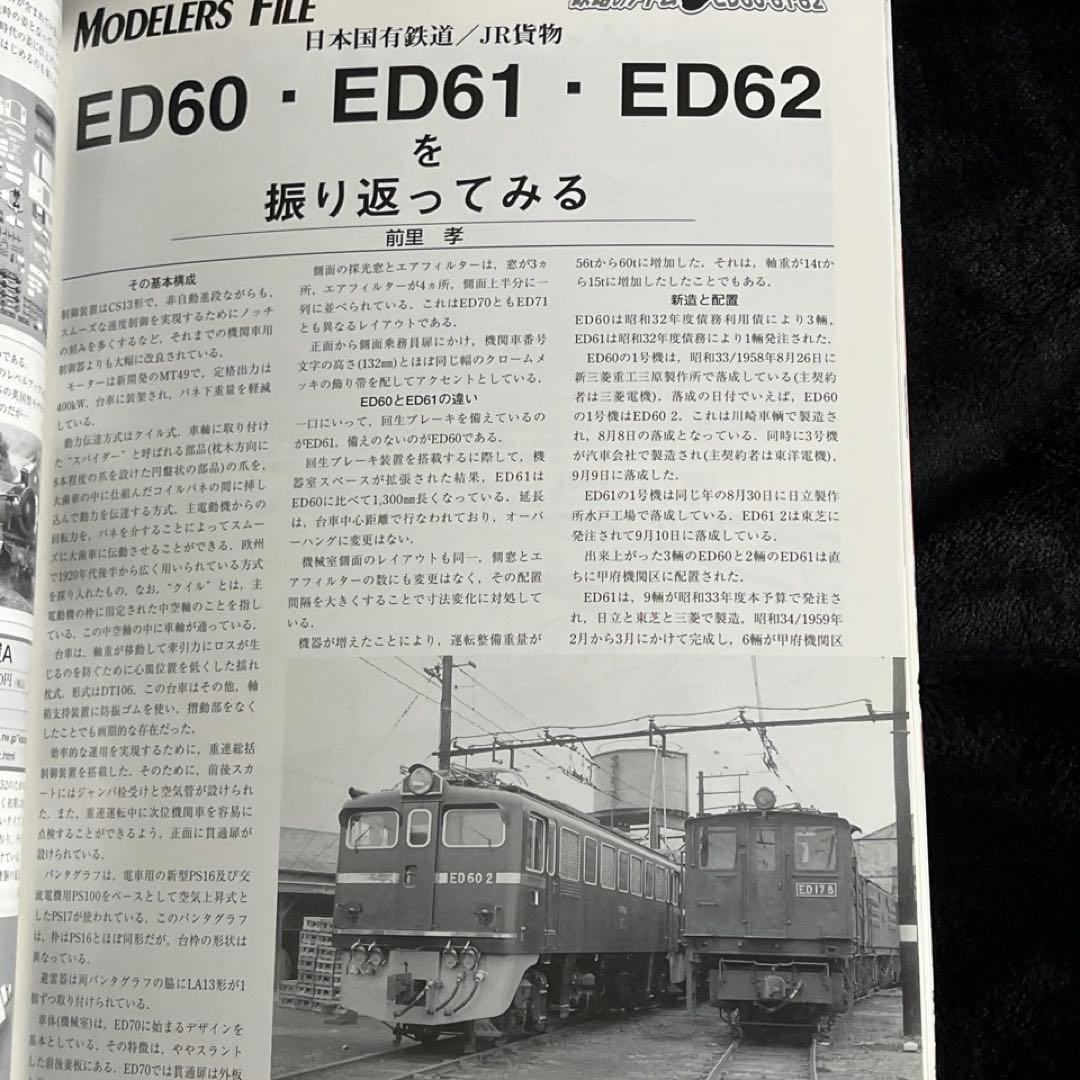 MODELERS FILE
日本国有鉄道／JR貨物
ED60・ED61・ED62
を
振り返ってみる
前里 孝
その基本構成
制御装置はCS13形で，非自動進段ながらも，
スムーズな速度制御を実現するためにノッチ
の刻みを多くするなど，それまでの機関車用
制御器よりも大幅に改良されている．
モーターは新開発のMT49で，定格出力は
400kW．台車に装架され，バネ下重量を軽減
している．
動力伝達方式はクイル式．車軸に取り付け
た“スパイダー”と呼ばれる部品(枕木方向に
8本程度の爪を設けた円盤状の部品)の爪を，
大歯車の中に仕組んだコイルバネの間に挿し
込んで動力を伝達する方式．主電動機からの
回転力を，バネを介することによってスムー
ズに大歯車に伝動させることができる．欧州
で1920年代後半から広く用いられている方式
を採り入れたもの．なお，“クイル”とは，主
電動機の枠に固定された中空軸のことを指し
ている．この中空軸の中に車軸が通っている．
台車は，軸重が移動して牽引力にロスが生
じるのを防ぐために心皿位置を低くした揺れ
枕式．形式はDT106．この台車はその他，軸
箱支持装置に防振ゴムを使い，摺動部をなく
したことでも画期的な存在だった．
効率的な運用を実現するために，重連総括
制御装置を搭載した．そのために，前後スカ
ートにはジャンパ栓受けと空気管が設けられ
た．また，重連運転中に次位機関車を容易に
点検することができるよう，正面に貫通扉が
設けられている．
パンタグラフは，電車用の新型PS16及び交
流電機用PS100をベースとして空気上昇式と
したPS17が使われている．このパンタグラフ
は，枠はPS16とほぼ同形だが，台枠の形状は
異なっている．
避雷器は両パンタグラフの脇にLA13形が1
個ずつ取り付けられている．
車体(機械室)は，ED70に始まるデザインを
基本としている．その特徴は，ややスラント
した前後妻板にある．ED70では貫通扉は外板
側面の採光窓とエアフィルターは，窓が3ヵ
所，エアフィルターが4ヵ所，側面上半分に一
列に並べられている．これはED70ともED71
とも異なるレイアウトである．
正面から側面乗務員扉にかけ，機関車番号
文字の高さ(132㎜)とほぼ同じ幅のクロームメ
ッキの飾り帯を配してアクセントとしている．
ED60とED61の違い
一口にいって，回生ブレーキを備えているの
がED61，備えのないのがED60である．
回生ブレーキ装置を搭載するに際して，機
器室スペースが拡張された結果，ED61は
ED60に比べて1,300㎜長くなっている．延長
は，台車中心距離で行なわれており，オーバ
ーハングに変更はない．
機械室側面のレイアウトも同一．側窓とエ
アフィルターの数にも変更はなく，その配置
間隔を大きくすることで寸法変化に対処して
いる．
機器が増えたことにより，運転整備重量が
56tから60tに増加した．それは，軸重が14tか
ら15tに増加したしたことでもある．
新造と配置
ED60は昭和32年度債務利用債により3輛，
ED61は昭和32年度債務により1輛発注された．
ED60の1号機は，昭和33/1958年8月26日に
新三菱重工三原製作所で落成している(主契約
者は三菱電機)．落成の日付でいえば，ED60
の1号機はED60 2．これは川崎車輛で製造さ
れ，8月8日の落成となっている．同時に3号機
が汽車会社で製造され(主契約者は東洋電機)，
9月9日に落成した．
ED61の1号機は同じ年の8月30日に日立製作
所水戸工場で落成している．ED61 2は東芝に
発注されて9月10日に落成している．
出来上がった3輛のED60と2輛のED61は直
ちに甲府機関区に配置された．
ED61は，9輛が昭和33年度本予算で発注さ
れ，日立と東芝と三菱で製造．昭和34/1959年
2月から3月にかけて完成し，6輛が甲府機関区
ED60 2
ED17 8